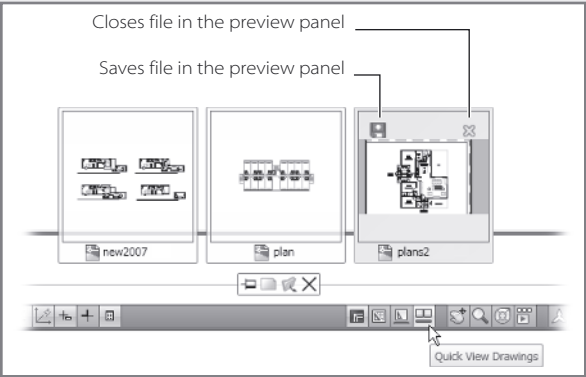 Closes file in the preview panel
Saves file in the preview panel
new2007
plan
plans2
Quick View Drawings